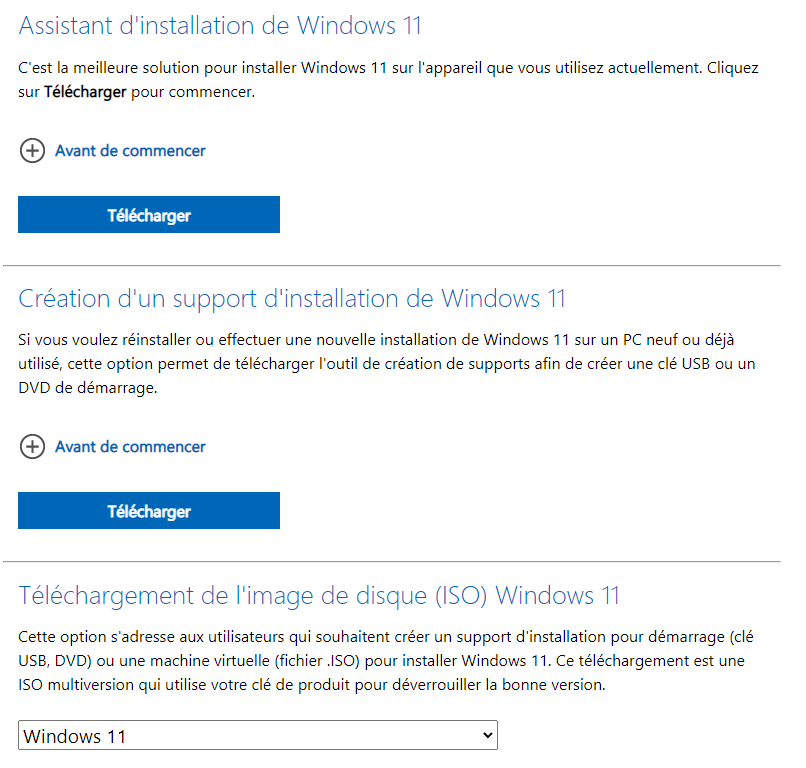 Assistant d'installation de Windows 11
C'est la meilleure solution pour installer Windows 11 sur l'appareil que vous utilisez actuellement. Cliquez
sur Télécharger pour commencer.
Avant de commencer
Télécharger
Création d'un support d'installation de Windows 11
Si vous voulez réinstaller ou effectuer une nouvelle installation de Windows 11 sur un PC neuf ou déjà
utilisé, cette option permet de télécharger l'outil de création de supports afin de créer une clé USB ou un
DVD de démarrage.
Avant de commencer
Télécharger
Téléchargement de l'image de disque (ISO) Windows 11
Cette option s'adresse aux utilisateurs qui souhaitent créer un support d'installation pour démarrage (clé
USB, DVD) ou une machine virtuelle (fichier .ISO) pour installer Windows 11. Ce téléchargement est une
ISO multiversion qui utilise votre clé de produit pour déverrouiller la bonne version.
Windows 11